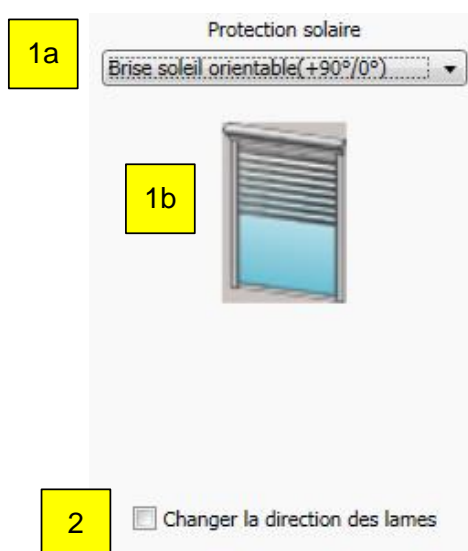 Protection solaire
1a
Brise soleil orientable(+90°/0°)
1b
2
Changer la direction des lames